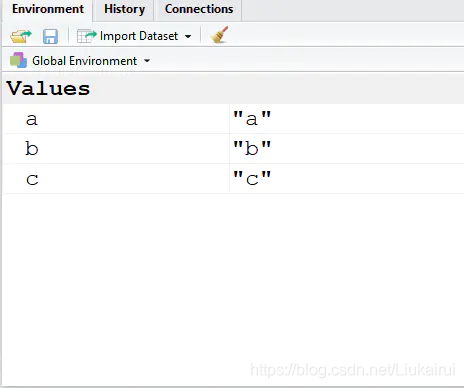 Environment History Connections
Import Dataset
Global Environment
Values
a "a"
b "b"
c "c"
https://blog.csdn.net/Liukairui